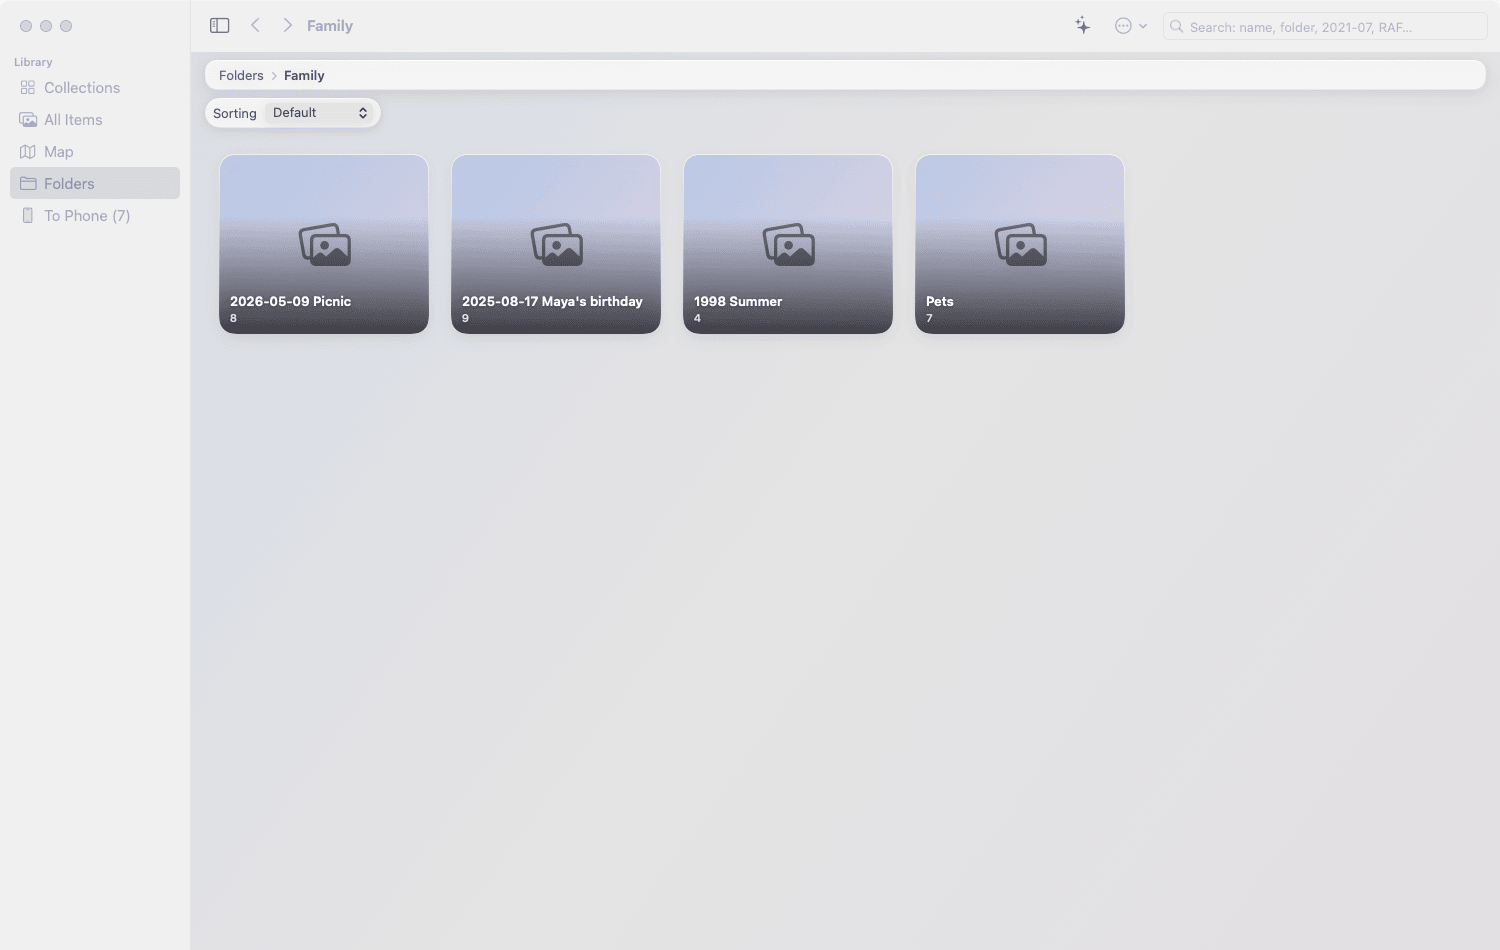 Family
Search: name, folder, 2021-07, RAF...
Library
Collections
All Items
Map
Folders
To Phone (7)
Folders > Family
Sorting Default
2026-05-09 Picnic
8
2025-08-17 Maya's birthday
9
1998 Summer
4
Pets
7